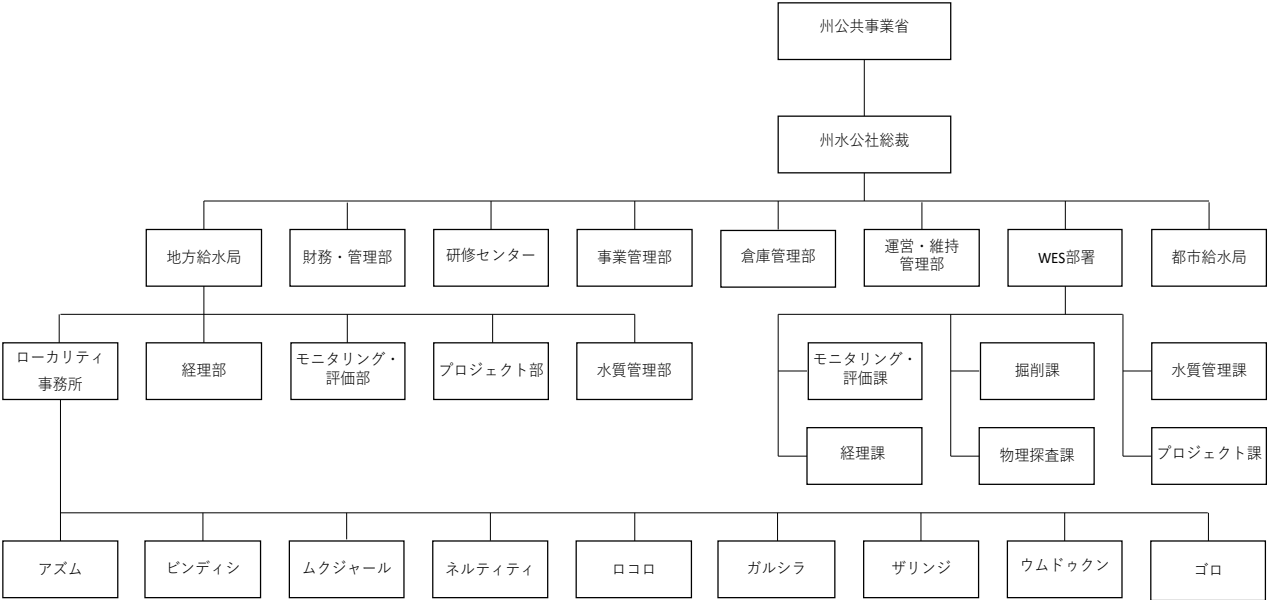 州公共事業省
州水公社総裁
地方給水局
財務・管理部
研修センター
事業管理部
倉庫管理部
運営・維持
管理部
WES部署
都市給水局
ローカリティ
事務所
経理部
モニタリング・
評価部
プロジェクト部
水質管理部
モニタリング・
評価課
掘削課
水質管理課
経理課
物理探査課
プロジェクト課
アズム
ビンディシ
ムクジャール
ネルティティ
ロコロ
ガルシラ
ザリンジ
ウムドゥクン
ゴロ